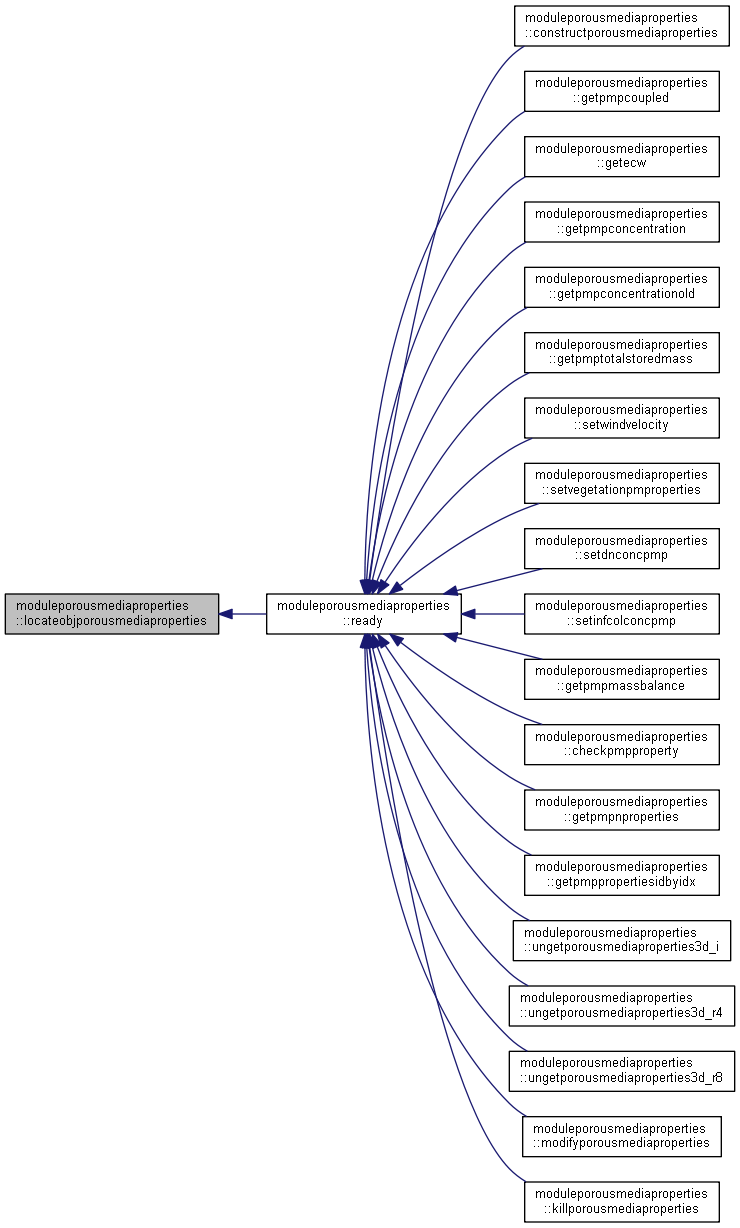 moduleporousmediaproperties
::constructporousmediaproperties
moduleporousmediaproperties
::getpmpcoupled
moduleporousmediaproperties
::getecw
moduleporousmediaproperties
::getpmpconcentration
moduleporousmediaproperties
::getpmpconcentrationold
moduleporousmediaproperties
::getpmptotalstoredmass
moduleporousmediaproperties
::setwindvelocity
moduleporousmediaproperties
::setvegetationpmproperties
moduleporousmediaproperties
::setdnconcpmp
moduleporousmediaproperties
::locateobjporousmediaproperties
moduleporousmediaproperties
::ready
moduleporousmediaproperties
::setinfcolconcpmp
moduleporousmediaproperties
::getpmpmassbalance
moduleporousmediaproperties
::checkpmpproperty
moduleporousmediaproperties
::getpmpnproperties
moduleporousmediaproperties
::getpmppropertiesidbyidx
moduleporousmediaproperties
::ungetporousmediaproperties3d_i
moduleporousmediaproperties
::ungetporousmediaproperties3d_r4
moduleporousmediaproperties
::ungetporousmediaproperties3d_r8
moduleporousmediaproperties
::modifyporousmediaproperties
moduleporousmediaproperties
::killporousmediaproperties